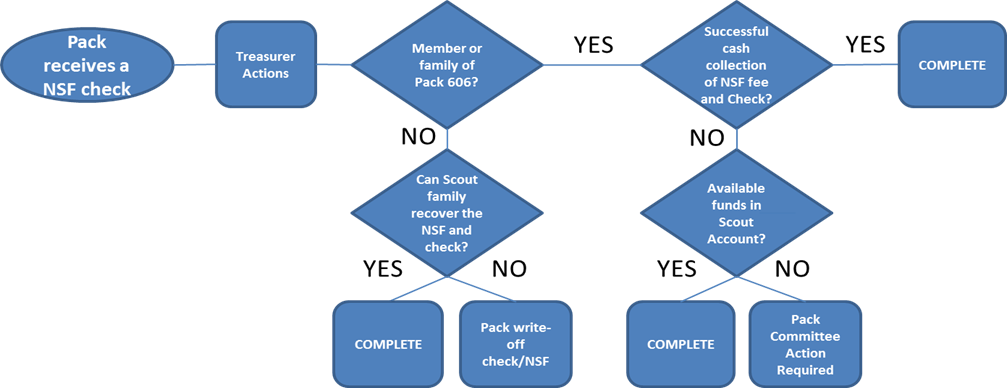 Pack
receives a
NSF check
Treasurer
Actions
Member or
family of
Pack 606?
YES
Successful
cash
collection
of NSF fee
and Check?
YES
COMPLETE
NO
NO
Can Scout
family
recover the
NSF and
check?
Available
funds in
Scout
Account?
YES
NO
YES
NO
COMPLETE
Pack write-
off
check/NSF
COMPLETE
Pack
Committee
Action
Required